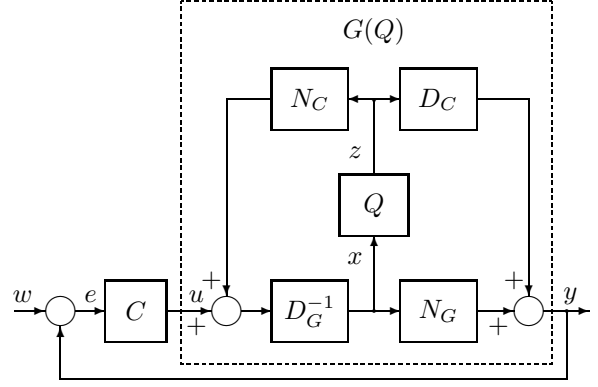 G(Q)
N_C D_C
z
Q
x
+ +
w e C u D_G^{-1} N_G y
+ +